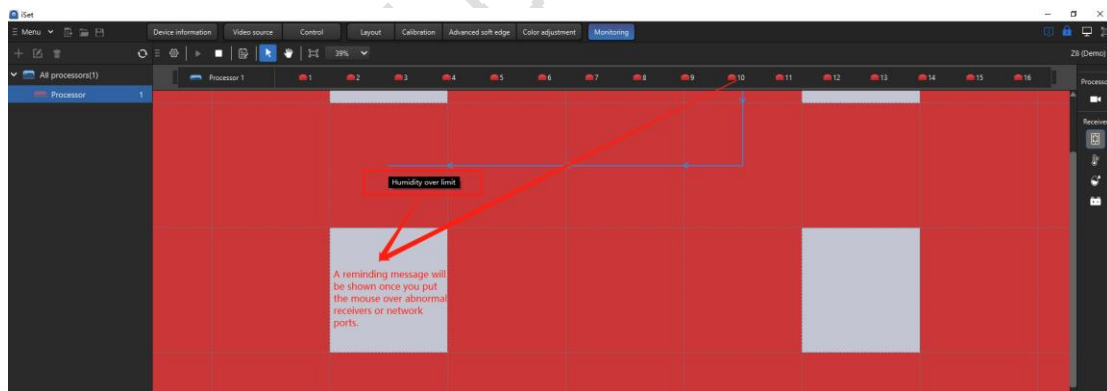 iSet
Menu
Device information
Video source
Control
Layout
Calibration
Advanced soft edge
Color adjustment
Monitoring
39%
Z8 (Demo)
All processors(1)
Processor 1
1
2
3
4
5
6
7
8
9
10
11
12
13
14
15
16
Processor 1
Humidity over limit
A reminding message will
be shown once you put
the mouse over abnormal
receivers or network
ports.